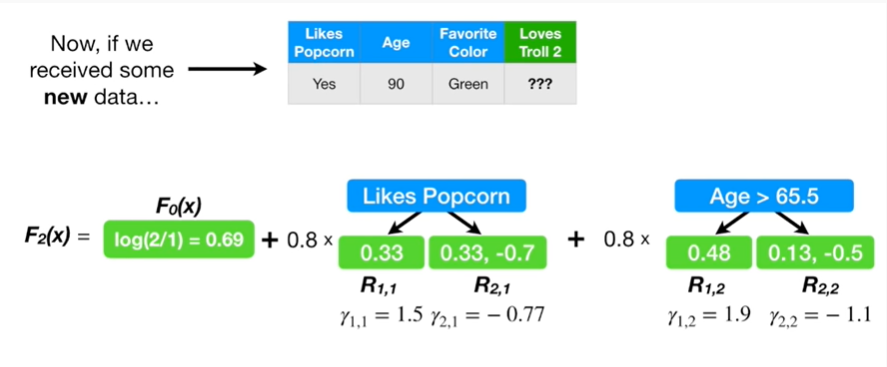 Now, if we
received some
new data…
Likes Popcorn Age Favorite Color Loves Troll 2
Yes 90 Green ???
F₀(x)
F₂(x) = log(2/1) = 0.69 + 0.8 × Likes Popcorn + 0.8 × Age > 65.5
0.33 0.33, -0.7 0.48 0.13, -0.5
R₁,₁ R₂,₁ R₁,₂ R₂,₂
γ₁,₁ = 1.5 γ₂,₁ = − 0.77 γ₁,₂ = 1.9 γ₂,₂ = − 1.1